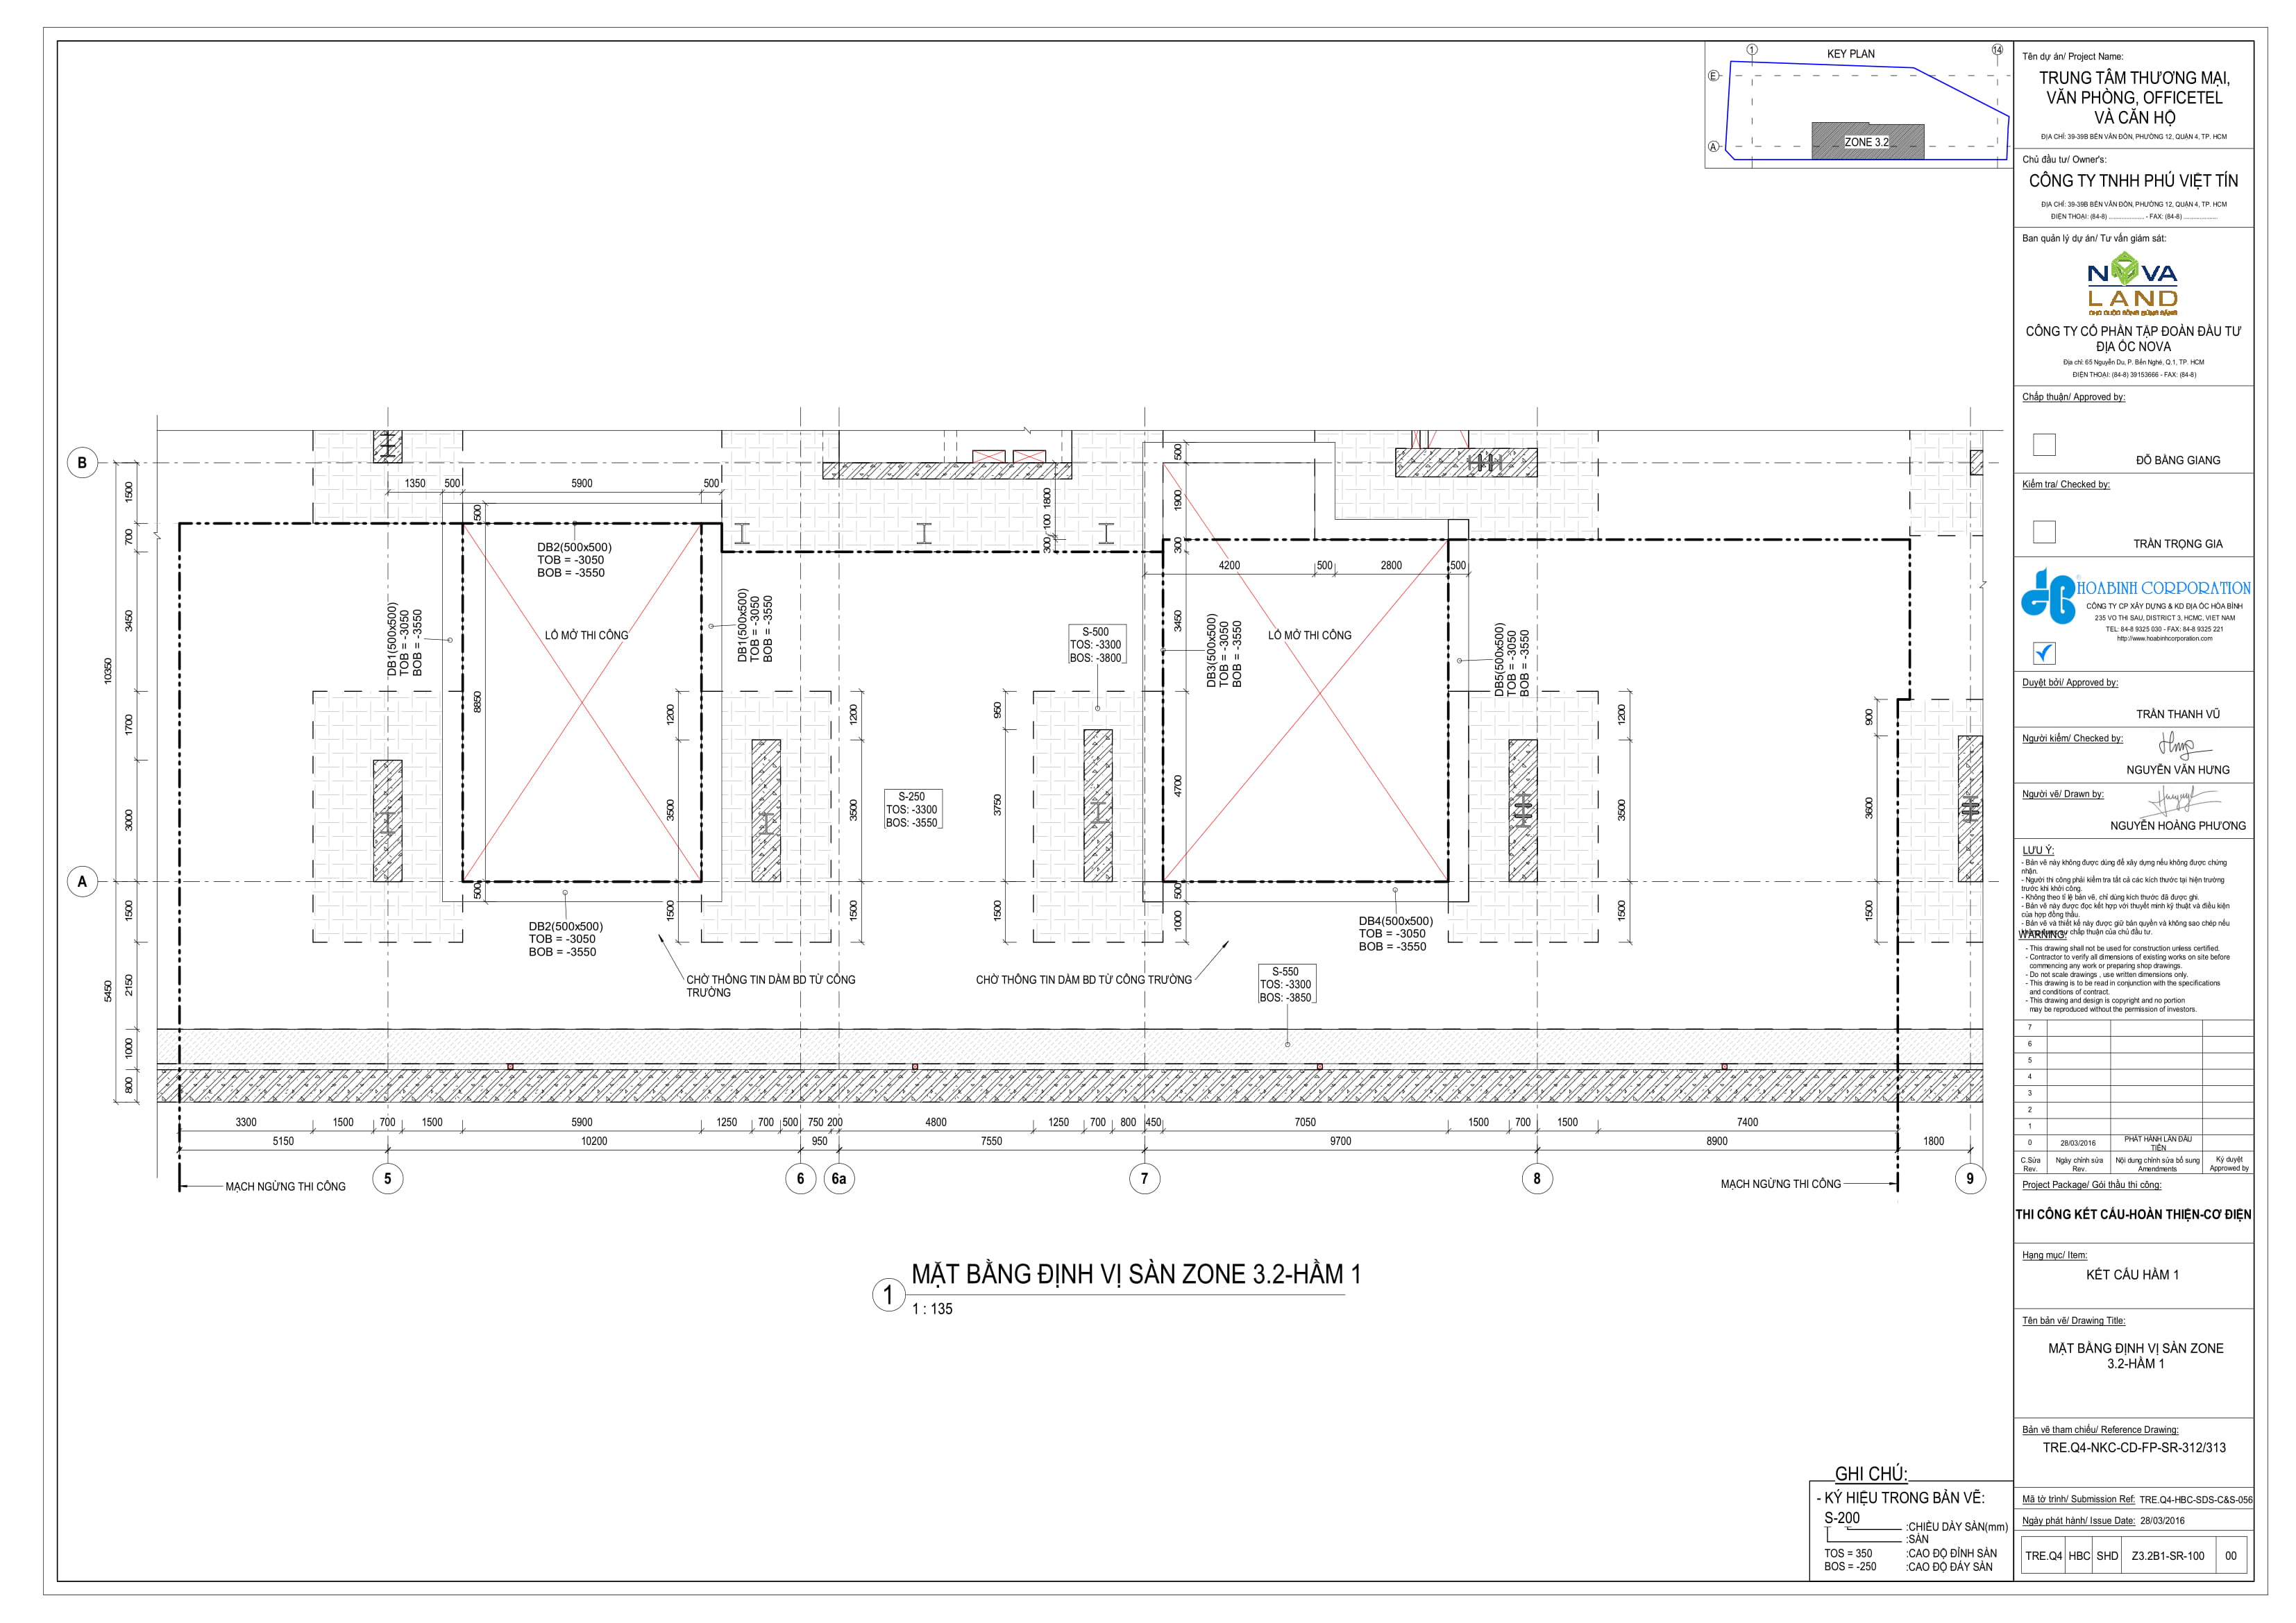 KEY PLAN
1
14
E
A
ZONE 3.2
Tên dự án/ Project Name:
TRUNG TÂM THƯƠNG MẠI,
VĂN PHÒNG, OFFICETEL
VÀ CĂN HỘ
ĐỊA CHỈ: 39-39B BẾN VÂN ĐỒN, PHƯỜNG 12, QUẬN 4, TP. HCM
Chủ đầu tư/ Owner's:
CÔNG TY TNHH PHÚ VIỆT TÍN
ĐỊA CHỈ: 39-39B BẾN VÂN ĐỒN, PHƯỜNG 12, QUẬN 4, TP. HCM
ĐIỆN THOẠI: (84-8) .................... - FAX: (84-8) ...................
Ban quản lý dự án/ Tư vấn giám sát:
NOVA
LAND
CÔNG TY CỔ PHẦN TẬP ĐOÀN ĐẦU TƯ
ĐỊA ỐC NOVA
Địa chỉ: 65 Nguyễn Du, P. Bến Nghé, Q.1, TP. HCM
ĐIỆN THOẠI: (84-8) 39153666 - FAX: (84-8)
Chấp thuận/ Approved by:
ĐỖ BẰNG GIANG
Kiểm tra/ Checked by:
TRẦN TRỌNG GIA
HOABINH CORPORATION
CÔNG TY CP XÂY DỰNG & KD ĐỊA ỐC HÒA BÌNH
235 VO THI SAU, DISTRICT 3, HCMC, VIET NAM
TEL: 84-8 9325 030 - FAX: 84-8 9325 221
http://www.hoabinhcorporation.com
Duyệt bởi/ Approved by:
TRẦN THANH VŨ
Người kiểm/ Checked by:
NGUYỄN VĂN HƯNG
Người vẽ/ Drawn by:
NGUYỄN HOÀNG PHƯƠNG
LƯU Ý:
- Bản vẽ này không được dùng để xây dựng nếu không được chứng
nhận.
- Người thi công phải kiểm tra tất cả các kích thước tại hiện trường
trước khi khởi công.
- Không theo tỉ lệ bản vẽ, chỉ dùng kích thước đã được ghi.
- Bản vẽ này được đọc kết hợp với thuyết minh kỹ thuật và điều kiện
của hợp đồng thầu.
- Bản vẽ và thiết kế này được giữ bản quyền và không sao chép nếu
chấp thuận của chủ đầu tư.
WARNING:
- This drawing shall not be used for construction unless certified.
- Contractor to verify all dimensions of existing works on site before
commencing any work or preparing shop drawings.
- Do not scale drawings , use written dimensions only.
- This drawing is to be read in conjunction with the specifications
and conditions of contract.
- This drawing and design is copyright and no portion
may be reproduced without the permission of investors.
7
6
5
4
3
2
1
0 28/03/2016 PHÁT HÀNH LẦN ĐẦU
TIÊN
C.Sửa Ngày chỉnh sửa Nội dung chỉnh sửa bổ sung Ký duyệt
Rev. Rev. Amendments Approwed by
Project Package/ Gói thầu thi công:
THI CÔNG KẾT CẤU-HOÀN THIỆN-CƠ ĐIỆN
Hạng mục/ Item:
KẾT CẤU HẦM 1
Tên bản vẽ/ Drawing Title:
MẶT BẰNG ĐỊNH VỊ SÀN ZONE
3.2-HẦM 1
Bản vẽ tham chiếu/ Reference Drawing:
TRE.Q4-NKC-CD-FP-SR-312/313
Mã tờ trình/ Submission Ref: TRE.Q4-HBC-SDS-C&S-056
Ngày phát hành/ Issue Date: 28/03/2016
TRE.Q4 HBC SHD Z3.2B1-SR-100 00
B
A
1500
700
3450
10350
1700
3000
1500
2150
5450
1000
800
1350 500 5900 500
500
8850
500
DB2(500x500)
TOB = -3050
BOB = -3550
DB1(500x500)
TOB = -3050
BOB = -3550
LỖ MỞ THI CÔNG
DB1(500x500)
TOB = -3050
BOB = -3550
1200
3500
1500
1200
3500
1500
DB2(500x500)
TOB = -3050
BOB = -3550
CHỜ THÔNG TIN DẦM BD TỪ CÔNG
TRƯỜNG
S-250
TOS: -3300
BOS: -3550
1800
100
300
S-500
TOS: -3300
BOS: -3800
950
3750
1500
500
1900
300
3450
4700
500
1000
4200 500 2800 500
DB3(500x500)
TOB = -3050
BOB = -3550
LỖ MỞ THI CÔNG
DB5(500x500)
TOB = -3050
BOB = -3550
DB4(500x500)
TOB = -3050
BOB = -3550
CHỜ THÔNG TIN DẦM BD TỪ CÔNG TRƯỜNG
S-550
TOS: -3300
BOS: -3850
1200
3500
1500
900
3600
1500
3300 1500 700 1500 5900 1250 700 500 750 200 4800 1250 700 800 450 7050 1500 700 1500 7400
5150 10200 950 7550 9700 8900 1800
5 6 6a 7 8 9
MẠCH NGỪNG THI CÔNG
MẠCH NGỪNG THI CÔNG
1
MẶT BẰNG ĐỊNH VỊ SÀN ZONE 3.2-HẦM 1
1 : 135
GHI CHÚ:
- KÝ HIỆU TRONG BẢN VẼ:
S-200
:CHIỀU DÀY SÀN(mm)
:SÀN
TOS = 350 :CAO ĐỘ ĐỈNH SÀN
BOS = -250 :CAO ĐỘ ĐÁY SÀN